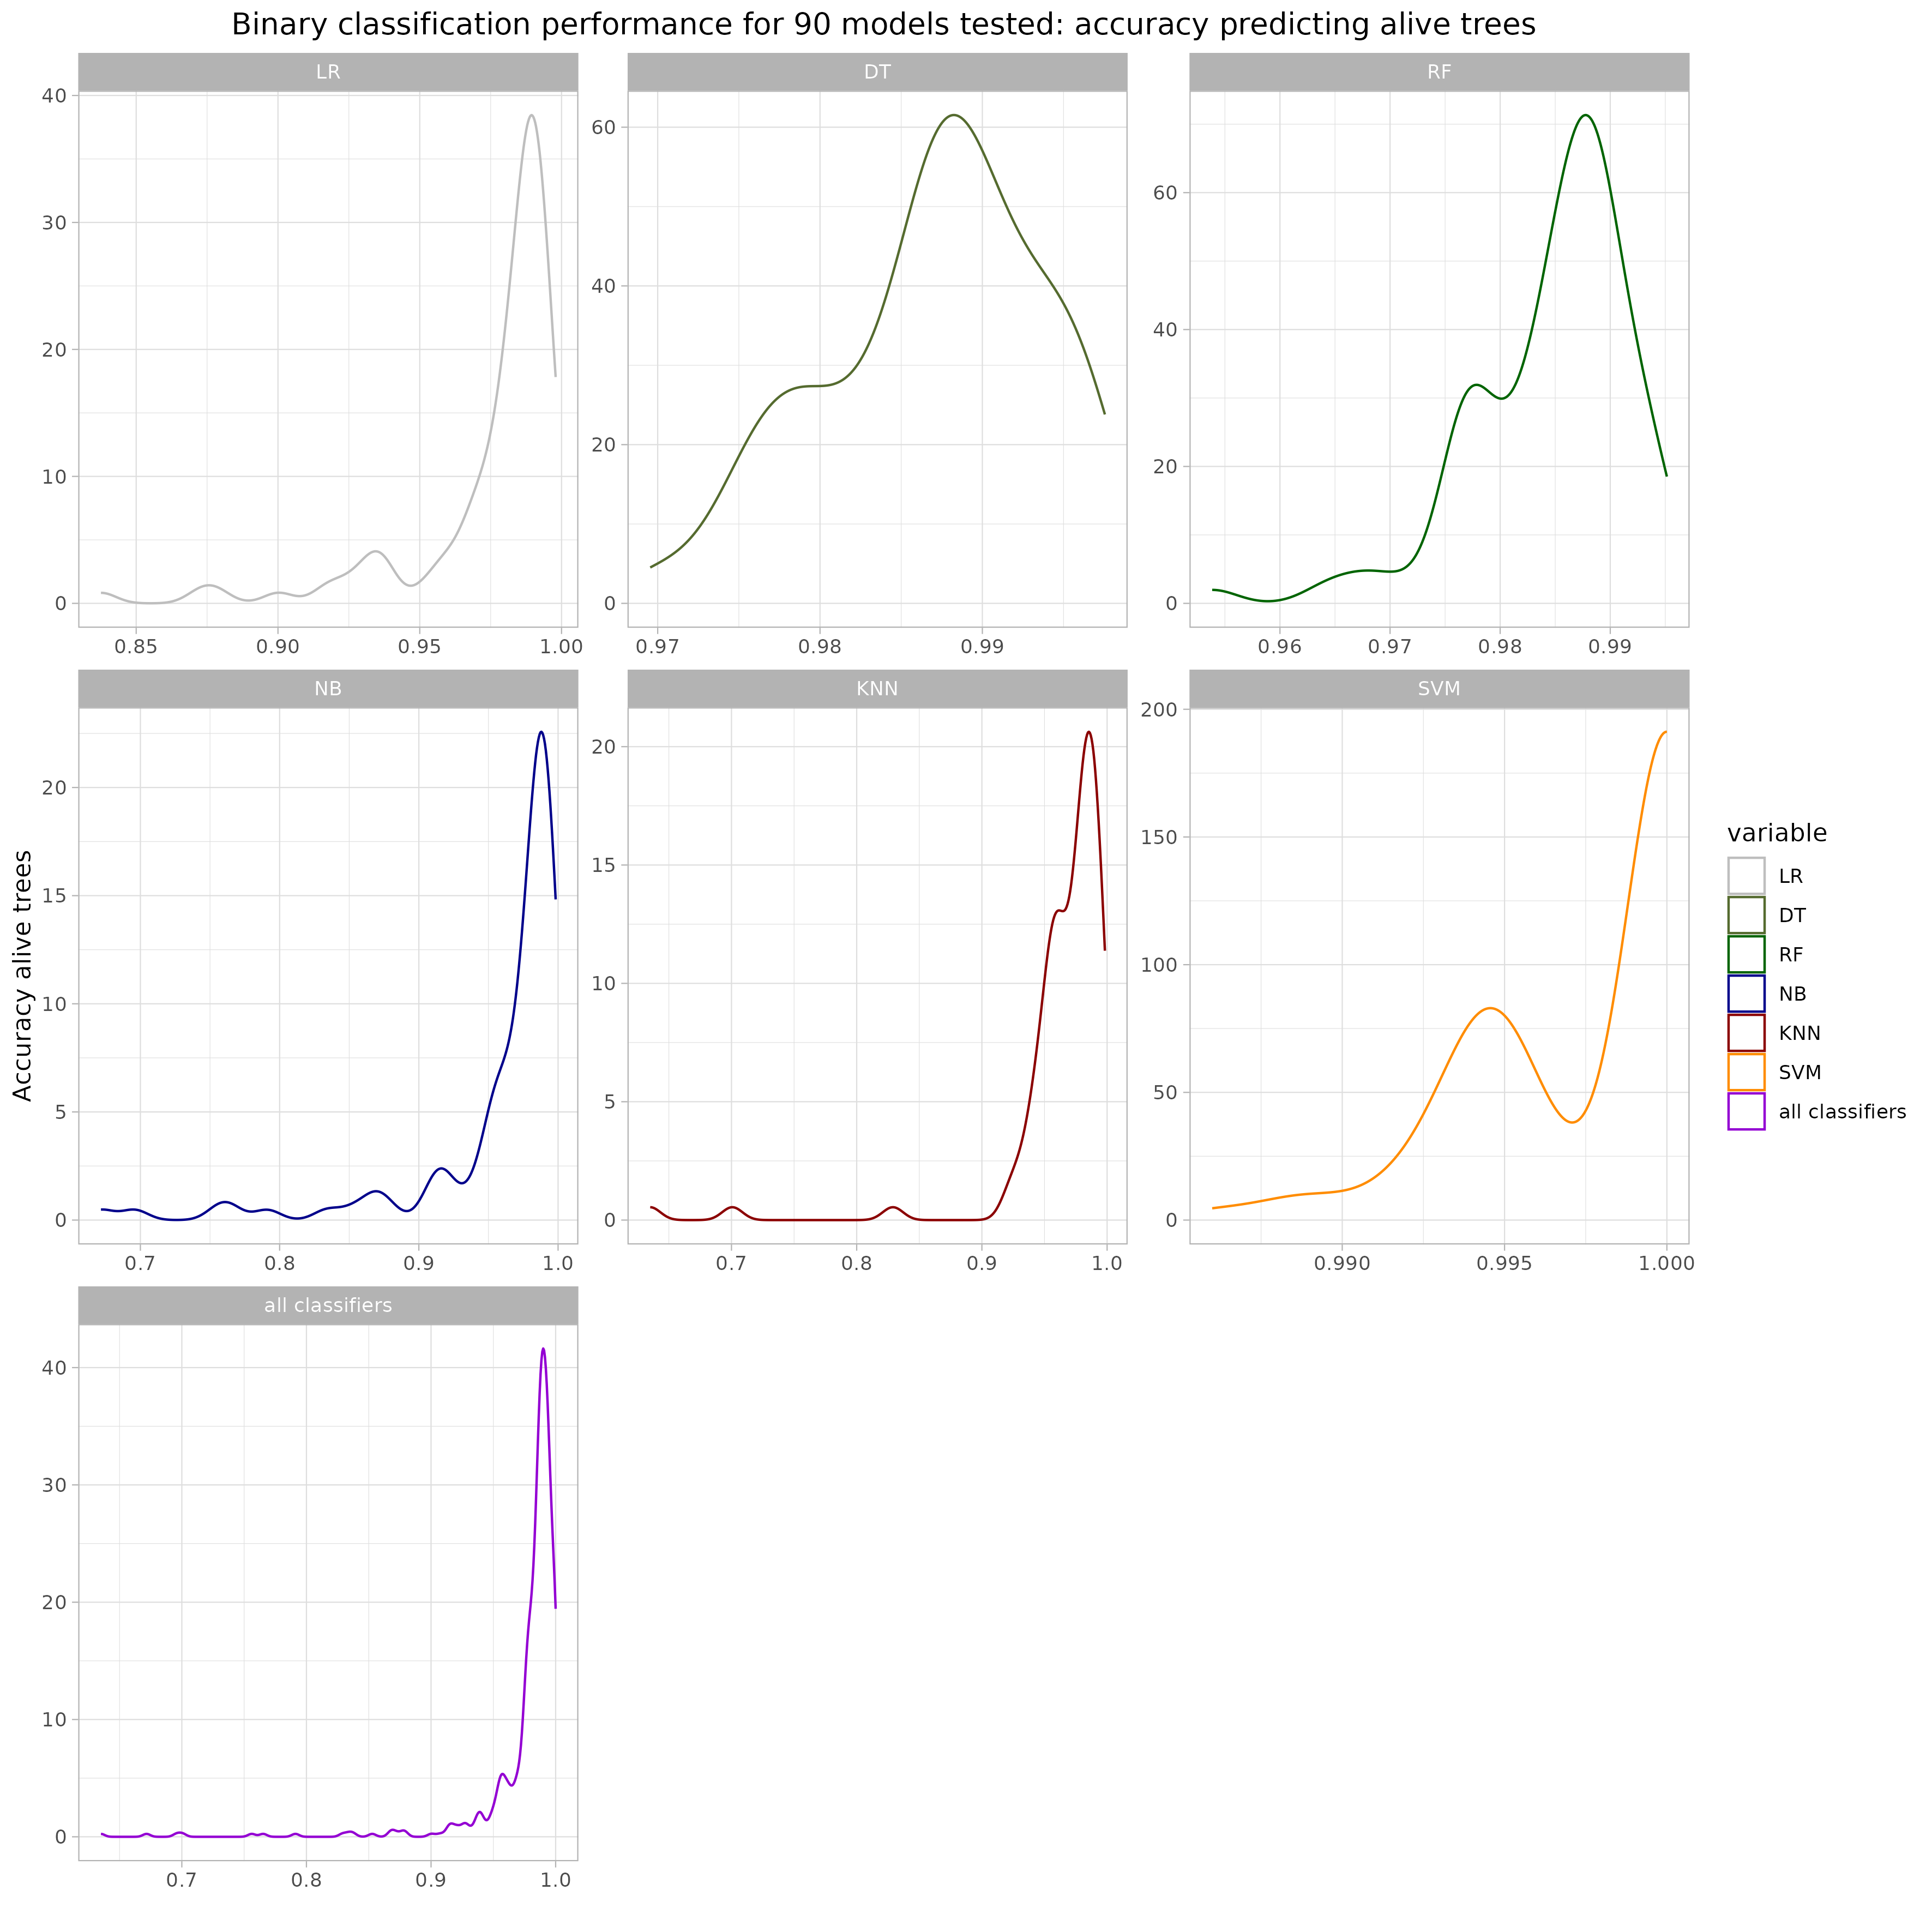 Binary classification performance for 90 models tested: accuracy predicting alive trees
LR
40
30
20
10
0
0.85 0.90 0.95 1.00
DT
60
40
20
0
0.97 0.98 0.99
RF
60
40
20
0
0.96 0.97 0.98 0.99
NB
20
15
10
5
0
0.7 0.8 0.9 1.0
KNN
20
15
10
5
0
0.7 0.8 0.9 1.0
SVM
200
150
100
50
0
0.990 0.995 1.000
all classifiers
40
30
20
10
0
0.7 0.8 0.9 1.0
Accuracy alive trees
variable
LR
DT
RF
NB
KNN
SVM
all classifiers